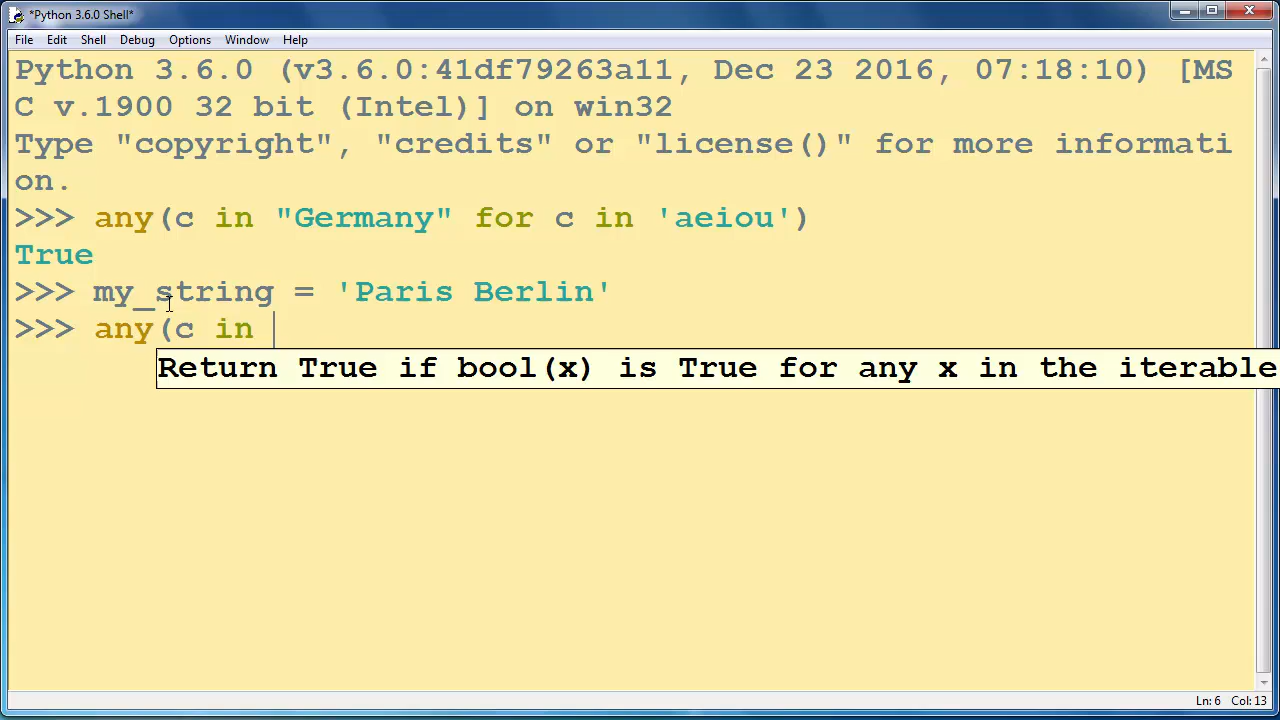 *Python 3.6.0 Shell*
File Edit Shell Debug Options Window Help
Python 3.6.0 (v3.6.0:41df79263a11, Dec 23 2016, 07:18:10) [MS
C v.1900 32 bit (Intel)] on win32
Type "copyright", "credits" or "license()" for more informati
on.
>>> any(c in "Germany" for c in 'aeiou')
True
>>> my_string = 'Paris Berlin'
>>> any(c in
Return True if bool(x) is True for any x in the iterable
Ln: 6 Col: 13